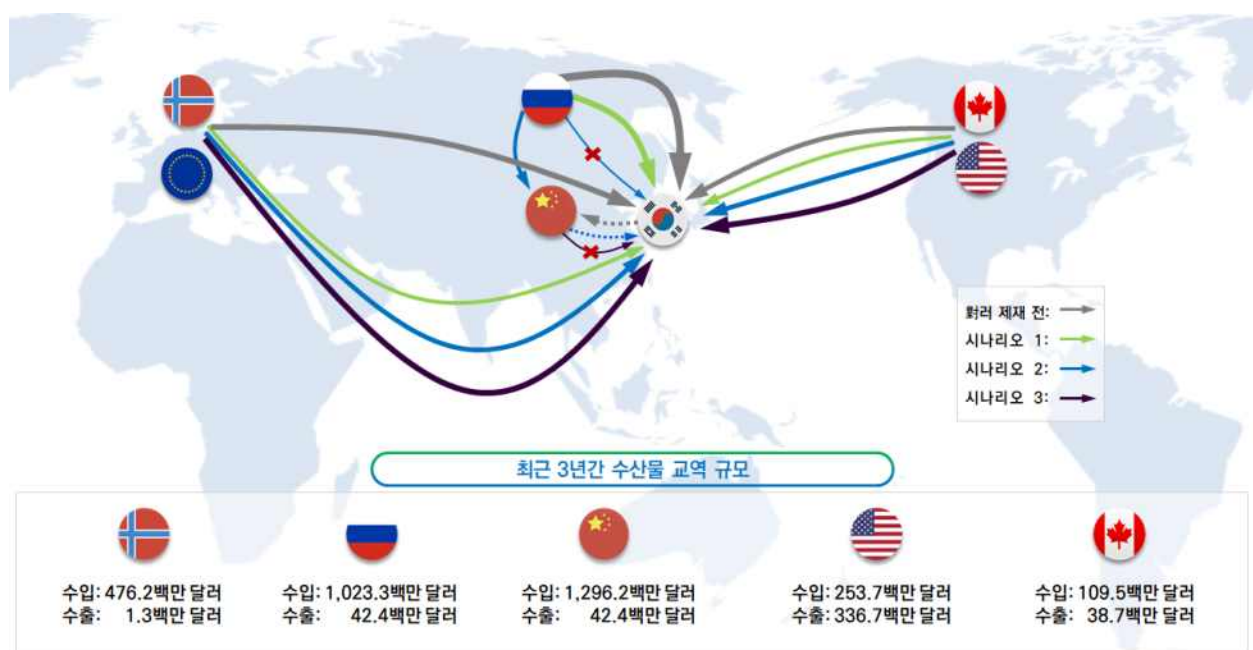 對러 제재 전:
시나리오 1:
시나리오 2:
시나리오 3:
최근 3년간 수산물 교역 규모
수입: 476.2백만 달러
수출: 1.3백만 달러
수입: 1,023.3백만 달러
수출: 42.4백만 달러
수입: 1,296.2백만 달러
수출: 42.4백만 달러
수입: 253.7백만 달러
수출: 336.7백만 달러
수입: 109.5백만 달러
수출: 38.7백만 달러